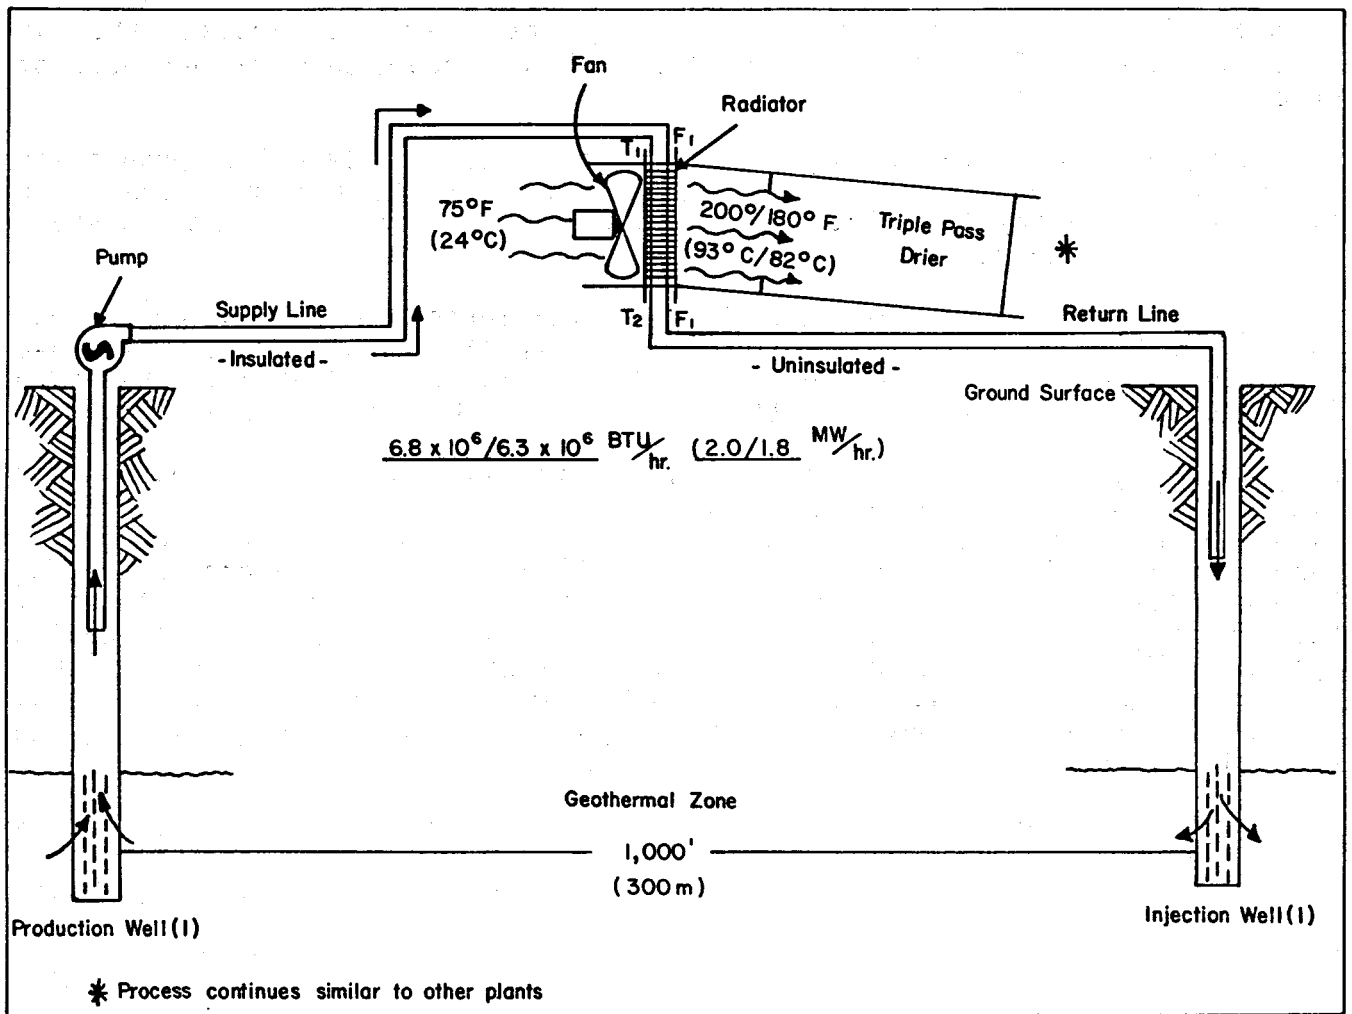 Fan
Radiator
T₁ F₁
75°F
(24°C)
200°/180° F
(93° C/82°C)
Triple Pass
Drier
*
Pump
Supply Line
- Insulated -
T₂ F₁
Return Line
- Uninsulated -
Ground Surface
6.8 x 10⁶/6.3 x 10⁶ BTU/hr. (2.0/1.8 MW/hr.)
Geothermal Zone
1,000'
(300 m)
Production Well (1)
Injection Well (1)
* Process continues similar to other plants